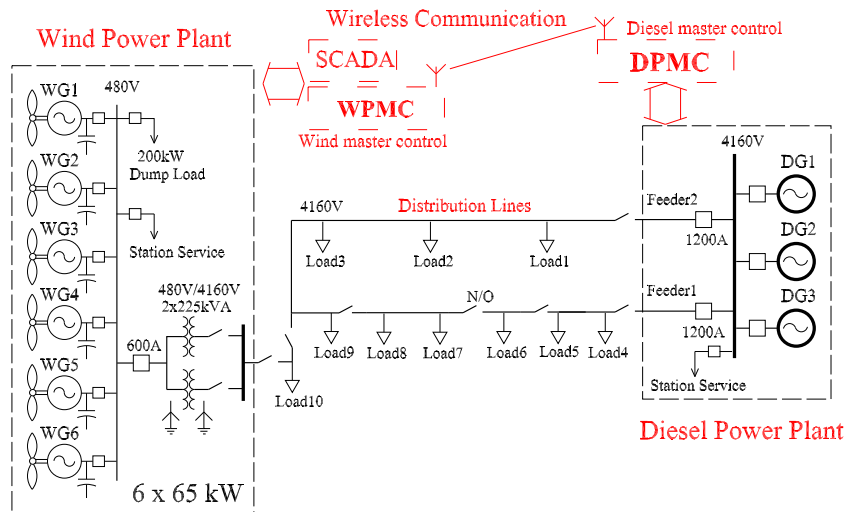 Wireless Communication
Wind Power Plant
Diesel master control
SCADA
DPMC
WPMC
Wind master control
480V
WG1
200kW
Dump Load
WG2
Station Service
WG3
480V/4160V
2x225kVA
WG4
600A
WG5
WG6
6 x 65 kW
4160V
Distribution Lines
Load3
Load2
Load1
N/O
Load9
Load8
Load7
Load6
Load5
Load4
Load10
4160V
Feeder2
1200A
DG1
DG2
Feeder1
1200A
DG3
Station Service
Diesel Power Plant